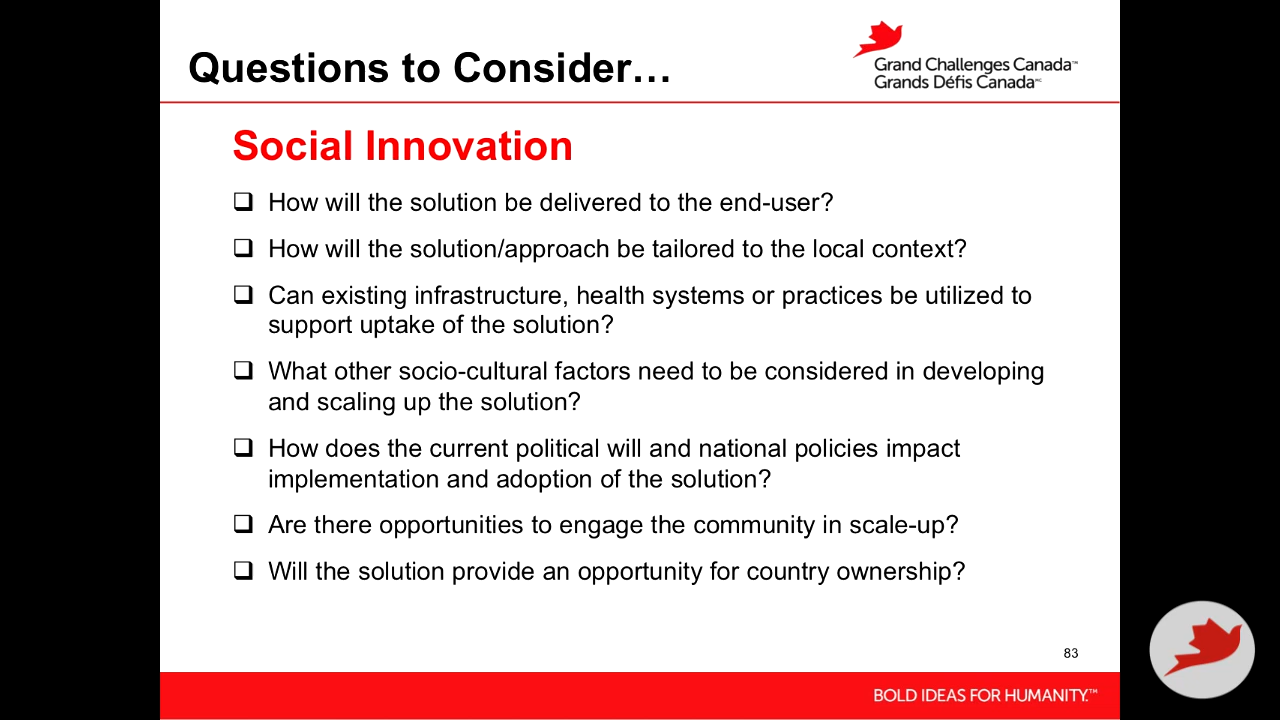 Questions to Consider…
Grand Challenges Canada™
Grands Défis Canada MC
Social Innovation
❑ How will the solution be delivered to the end-user?
❑ How will the solution/approach be tailored to the local context?
❑ Can existing infrastructure, health systems or practices be utilized to
support uptake of the solution?
❑ What other socio-cultural factors need to be considered in developing
and scaling up the solution?
❑ How does the current political will and national policies impact
implementation and adoption of the solution?
❑ Are there opportunities to engage the community in scale-up?
❑ Will the solution provide an opportunity for country ownership?
83
BOLD IDEAS FOR HUMANITY.™